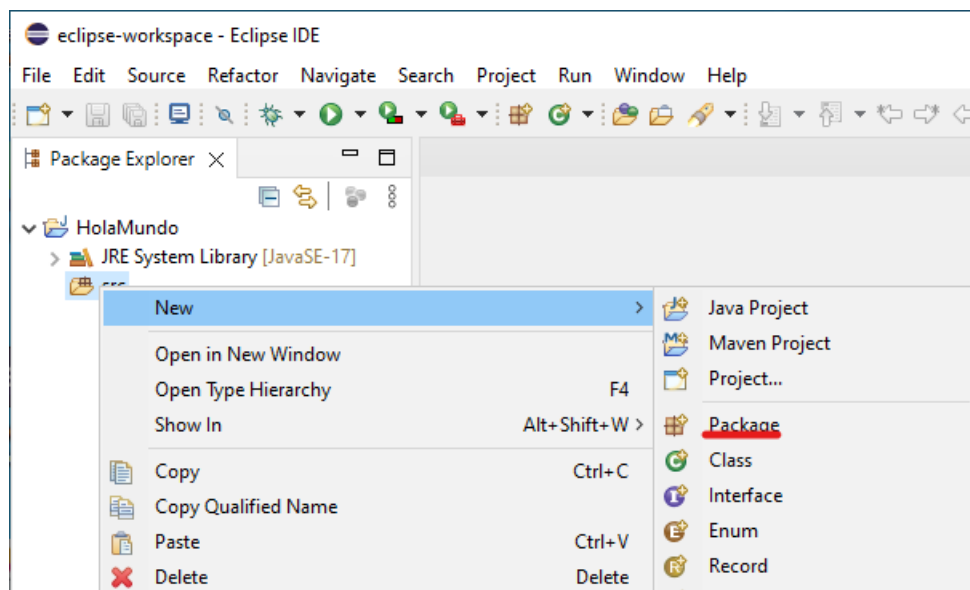 eclipse-workspace - Eclipse IDE
File Edit Source Refactor Navigate Search Project Run Window Help
Package Explorer
HolaMundo
JRE System Library [JavaSE-17]
src
New
Open in New Window
Open Type Hierarchy F4
Show In Alt+Shift+W
Copy Ctrl+C
Copy Qualified Name
Paste Ctrl+V
Delete Delete
Java Project
Maven Project
Project...
Package
Class
Interface
Enum
Record